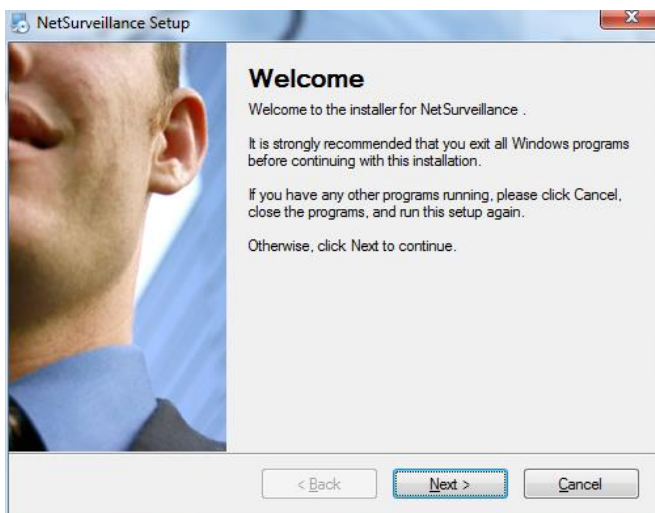 NetSurveillance Setup
Welcome
Welcome to the installer for NetSurveillance .
It is strongly recommended that you exit all Windows programs
before continuing with this installation.
If you have any other programs running, please click Cancel,
close the programs, and run this setup again.
Otherwise, click Next to continue.
< Back
Next >
Cancel